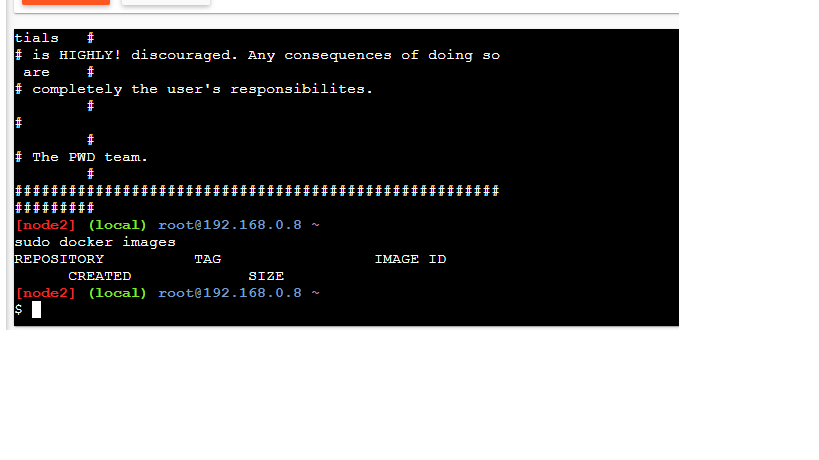 tials   #
# is HIGHLY! discouraged. Any consequences of doing so
 are    #
# completely the user's responsibilites.
        #
#
        #
# The PWD team.
        #
######################################################
#########
[node2] (local) root@192.168.0.8 ~
sudo docker images
REPOSITORY          TAG                 IMAGE ID
      CREATED             SIZE
[node2] (local) root@192.168.0.8 ~
$